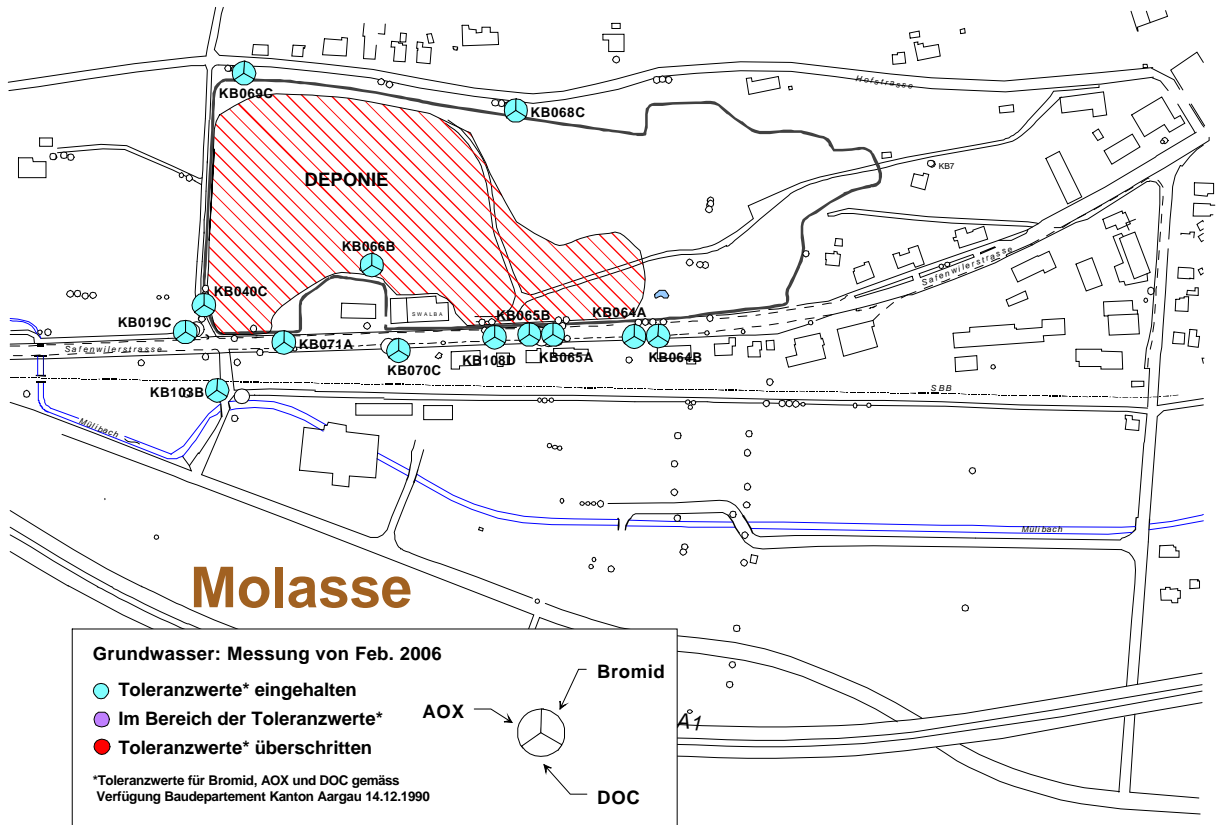 KB069C
KB068C
Hofstrasse
KB7
DEPONIE
KB066B
KB040C
SWALBA
KB019C
KB065B
KB064A
Safenwilerstrasse
Safenwilerstrasse
KB071A
KB070C
KB108D
KB065A
KB064B
KB103B
SBB
Mülibach
Mülibach
Molasse
A1
Grundwasser: Messung von Feb. 2006
Toleranzwerte* eingehalten
Im Bereich der Toleranzwerte*
Toleranzwerte* überschritten
*Toleranzwerte für Bromid, AOX und DOC gemäss
Verfügung Baudepartement Kanton Aargau 14.12.1990
Bromid
AOX
DOC